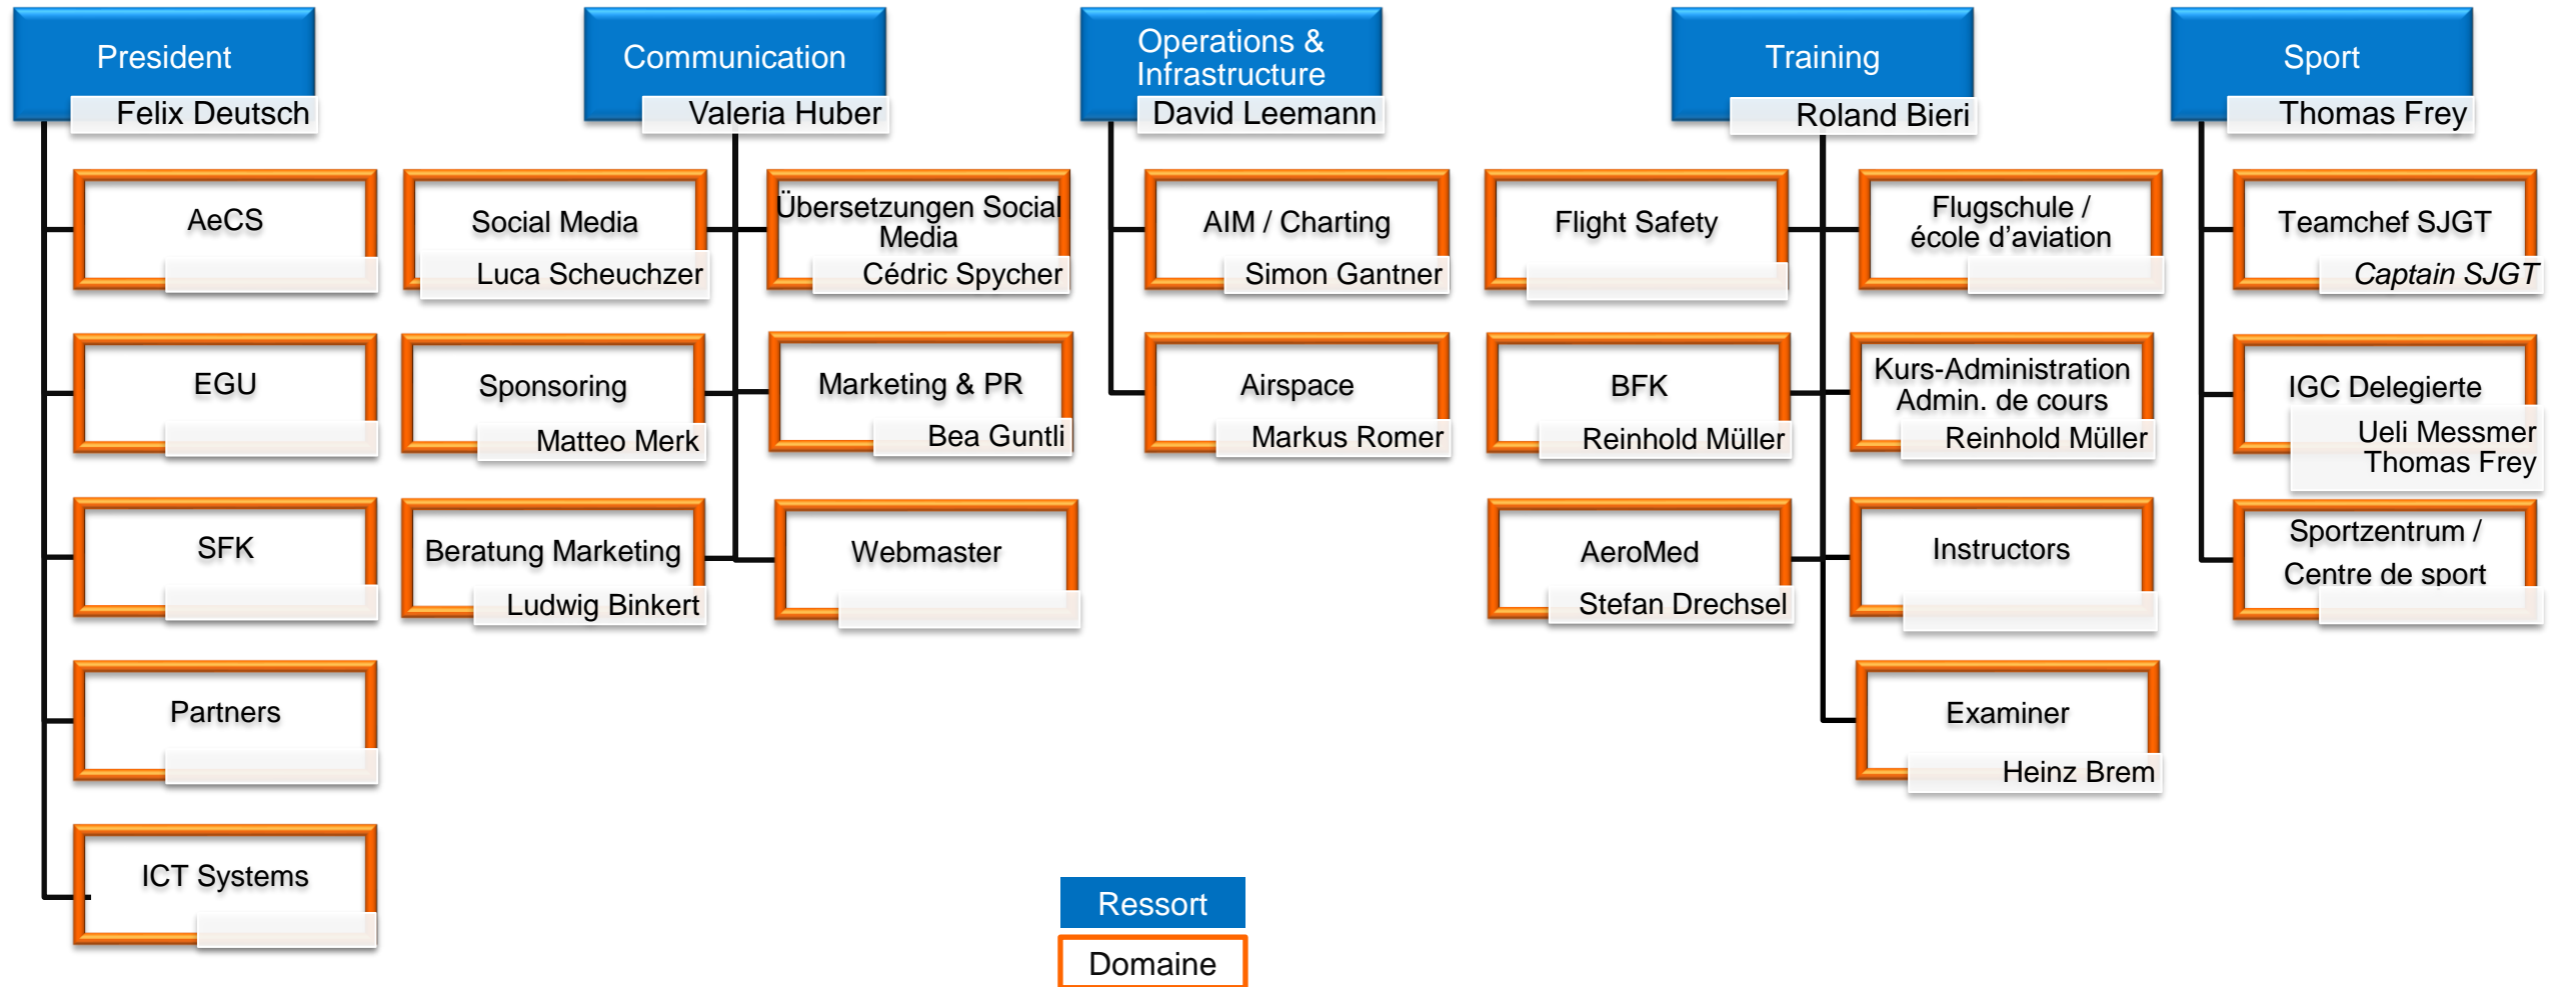 President
Felix Deutsch
AeCS
EGU
SFK
Partners
ICT Systems
Communication
Valeria Huber
Social Media
Luca Scheuchzer
Übersetzungen Social
Media
Cédric Spycher
Sponsoring
Matteo Merk
Marketing & PR
Bea Guntli
Beratung Marketing
Ludwig Binkert
Webmaster
Operations &
Infrastructure
David Leemann
AIM / Charting
Simon Gantner
Airspace
Markus Romer
Training
Roland Bieri
Flight Safety
Flugschule /
école d’aviation
BFK
Reinhold Müller
Kurs-Administration
Admin. de cours
Reinhold Müller
AeroMed
Stefan Drechsel
Instructors
Examiner
Heinz Brem
Sport
Thomas Frey
Teamchef SJGT
Captain SJGT
IGC Delegierte
Ueli Messmer
Thomas Frey
Sportzentrum /
Centre de sport
Ressort
Domaine